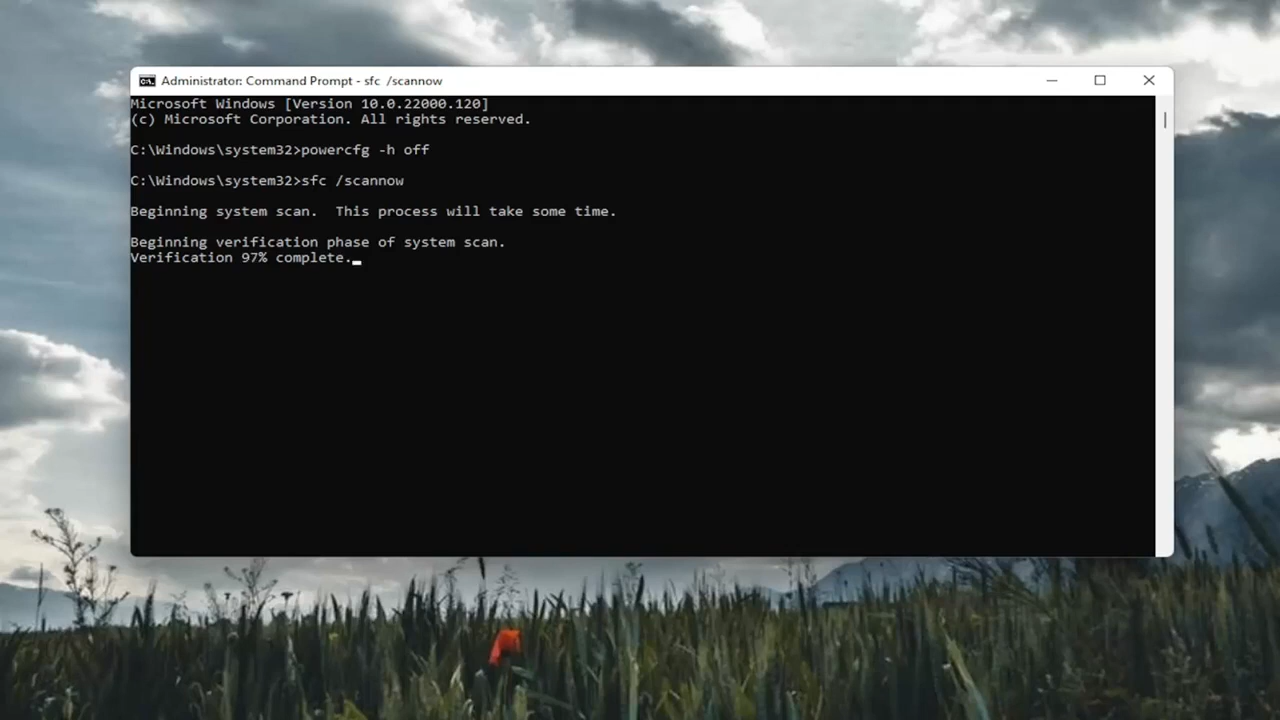 Administrator: Command Prompt - sfc  /scannow
Microsoft Windows [Version 10.0.22000.120]
(c) Microsoft Corporation. All rights reserved.
C:\Windows\system32>powercfg -h off
C:\Windows\system32>sfc /scannow
Beginning system scan.  This process will take some time.
Beginning verification phase of system scan.
Verification 97% complete.